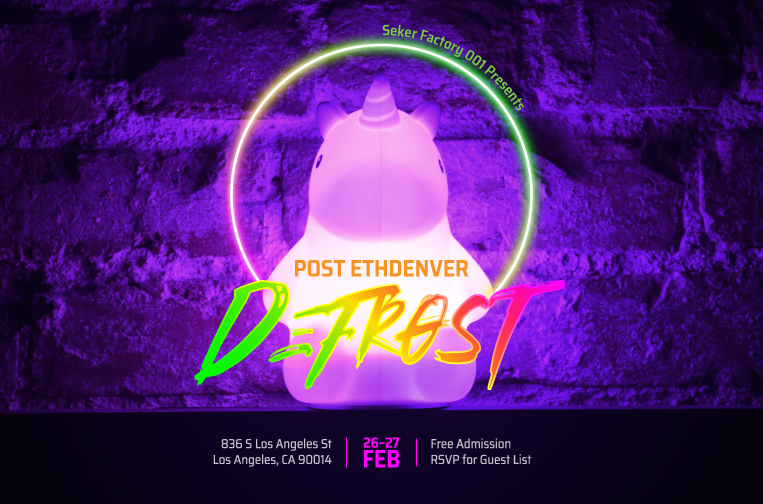 Seker Factory 001 Presents
POST ETHDENVER
DEFROST
836 S Los Angeles St
Los Angeles, CA 90014
26–27
FEB
Free Admission
RSVP for Guest List